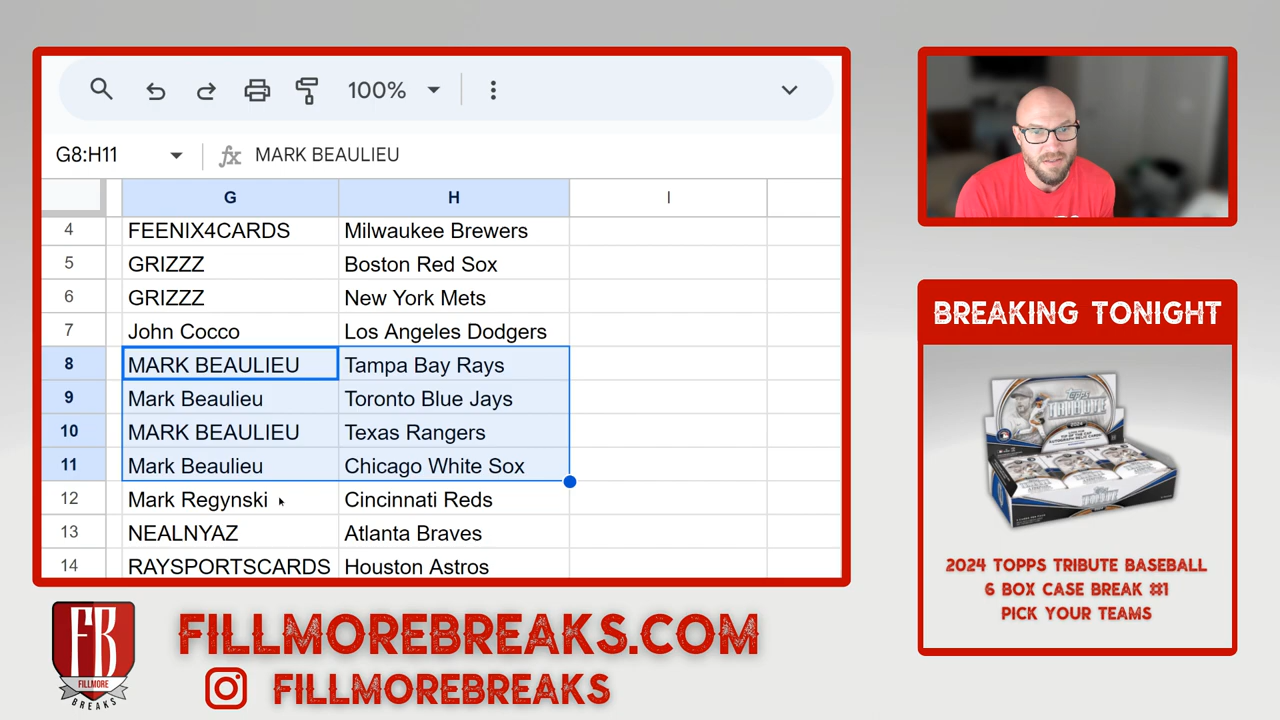 100%
G8:H11
fx MARK BEAULIEU
G H I
4 FEENIX4CARDS Milwaukee Brewers
5 GRIZZZ Boston Red Sox
6 GRIZZZ New York Mets
7 John Cocco Los Angeles Dodgers
8 MARK BEAULIEU Tampa Bay Rays
9 Mark Beaulieu Toronto Blue Jays
10 MARK BEAULIEU Texas Rangers
11 Mark Beaulieu Chicago White Sox
12 Mark Regynski Cincinnati Reds
13 NEALNYAZ Atlanta Braves
14 RAYSPORTSCARDS Houston Astros
BREAKING TONIGHT
topps
TRIBUTE
2024 TOPPS TRIBUTE BASEBALL
6 BOX CASE BREAK #1
PICK YOUR TEAMS
FB
FILLMORE
BREAKS
FILLMOREBREAKS.COM
FILLMOREBREAKS